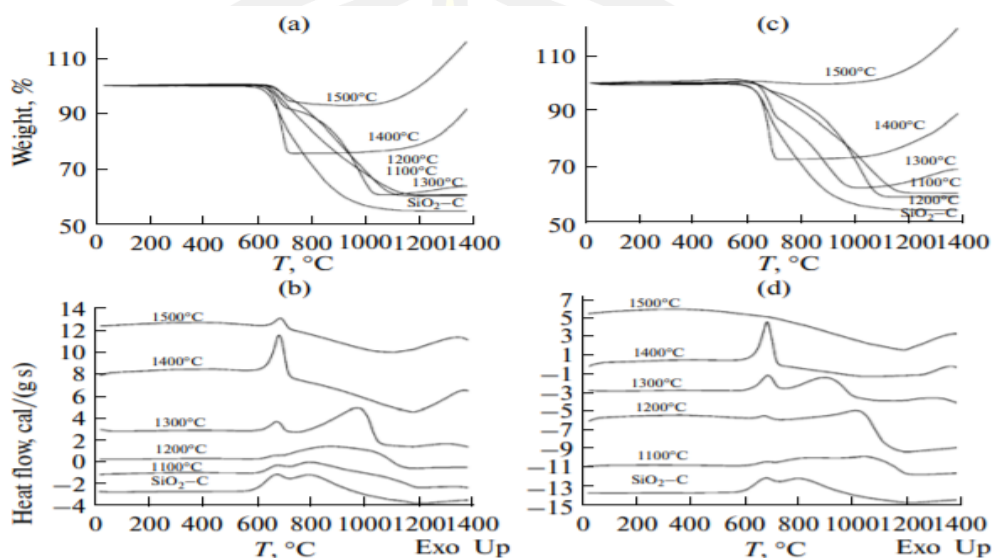 (a)
110
90
70
50
Weight, %
1500°C
1400°C
1200°C
1100°C
1300°C
SiO₂–C
0 200 400 600 800 1000 1200 1400
T, °C
(c)
110
90
70
50
1500°C
1400°C
1300°C
1100°C
1200°C
SiO₂–C
0 200 400 600 800 1000 1200 1400
T, °C
(b)
14
12
10
8
6
4
2
0
−2
−4
Heat flow, cal/(g s)
1500°C
1400°C
1300°C
1200°C
1100°C
SiO₂–C
0 200 400 600 800 1000 1200 1400
T, °C Exo Up
(d)
7
5
3
1
−1
−3
−5
−7
−9
−11
−13
−15
1500°C
1400°C
1300°C
1200°C
1100°C
SiO₂–C
0 200 400 600 800 1000 1200 1400
T, °C Exo Up